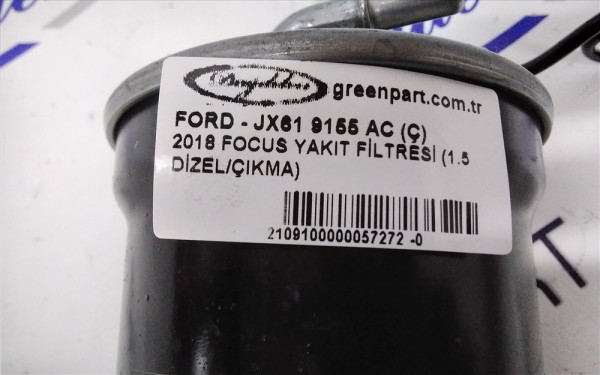 greenpart.com.tr
FORD - JX61 9155 AC (Ç)
2018 FOCUS YAKIT FİLTRESİ (1.5
DİZEL/ÇIKMA)
2109100000057272 -0